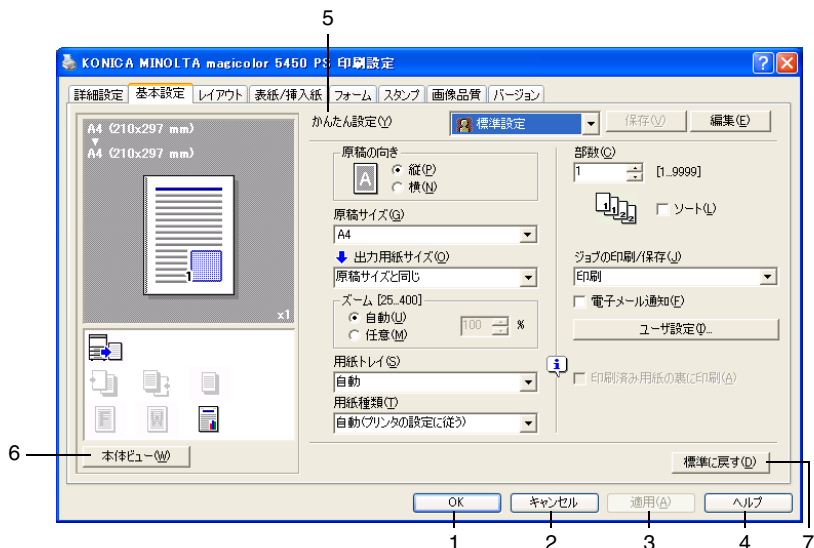 5
KONICA MINOLTA magicolor 5450 PS 印刷設定
詳細設定 基本設定 レイアウト 表紙/挿入紙 フォーム スタンプ 画像品質 バージョン
A4 (210x297 mm)
A4 (210x297 mm)
1
x1
かんたん設定(Y) 標準設定 保存(V) 編集(E)
原稿の向き
A
縦(P)
横(N)
原稿サイズ(G)
A4
出力用紙サイズ(O)
原稿サイズと同じ
ズーム [25...400]
自動(U)
任意(M)
100 %
用紙トレイ(S)
自動
用紙種類(T)
自動(プリンタの設定に従う)
部数(C)
1 [1...9999]
1 1 2 2
ソート(L)
ジョブの印刷/保存(J)
印刷
電子メール通知(F)
ユーザ設定(I)...
印刷済み用紙の裏に印刷(A)
F W
6 本体ビュー(W)
標準に戻す(D)
OK キャンセル 適用(A) ヘルプ
1 2 3 4 7